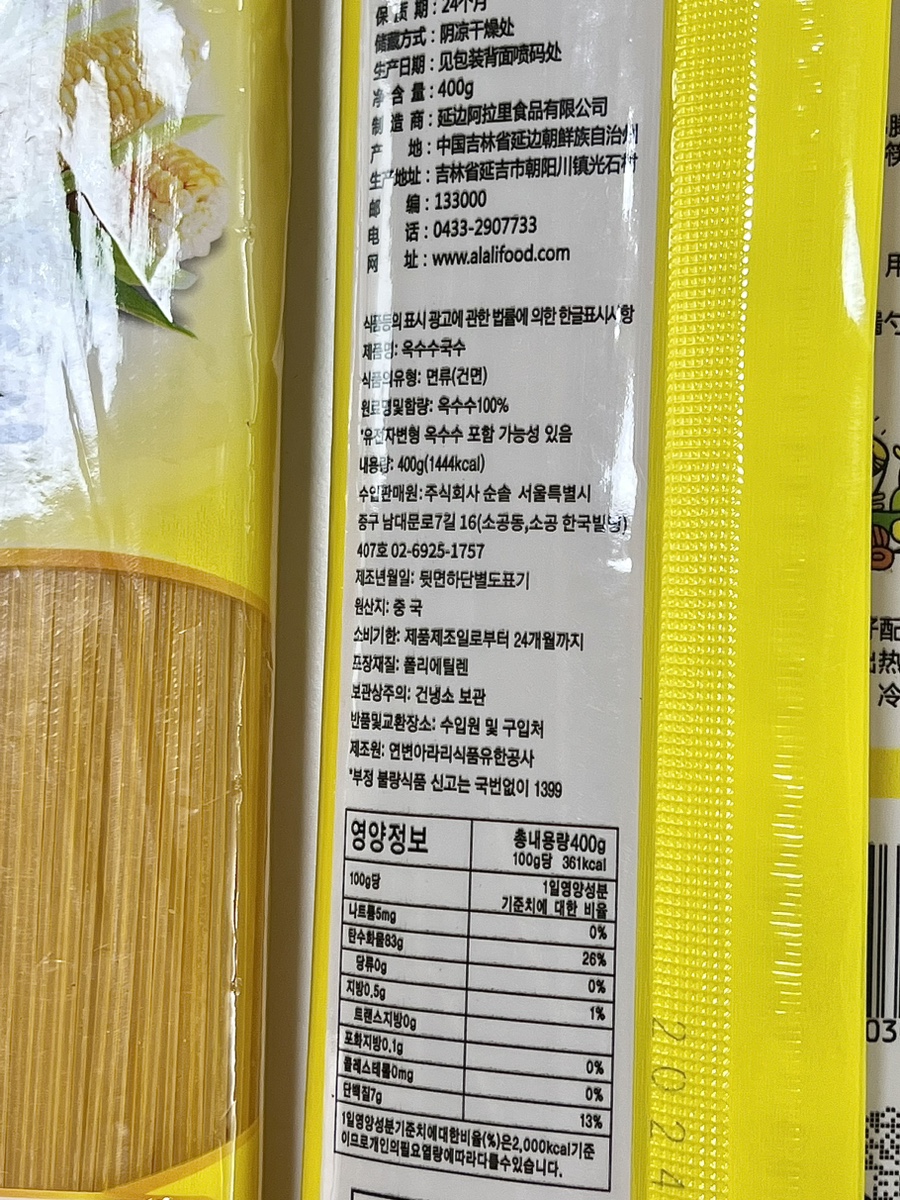 保质期:24个月
储藏方式:阴凉干燥处
生产日期:见包装背面喷码处
净含量:400g
制造商:延边阿拉里食品有限公司
产地:中国吉林省延边朝鲜族自治州
生产地址:吉林省延吉市朝阳川镇光石村
邮编:133000
电话:0433-2907733
网址:www.alalifood.com
식품등의 표시 광고에 관한 법률에 의한 한글표시사항
제품명: 옥수수국수
식품의유형: 면류(건면)
원료명및함량: 옥수수100%
*유전자변형 옥수수 포함 가능성 있음
내용량: 400g(1444kcal)
수입판매원:주식회사 순솔 서울특별시
중구 남대문로7길 16(소공동,소공 한국빌딩)
407호 02-6925-1757
제조년월일: 뒷면하단별도표기
원산지: 중 국
소비기한: 제품제조일로부터 24개월까지
포장재질: 폴리에틸렌
보관상주의: 건냉소 보관
반품및교환장소: 수입원 및 구입처
제조원: 연변아라리식품유한공사
*부정 불량식품 신고는 국번없이 1399
영양정보 총내용량400g
100g당 361kcal
100g당 1일영양성분
기준치에 대한 비율
나트륨5mg 0%
탄수화물83g 26%
당류0g 0%
지방0.5g 1%
트랜스지방0g
포화지방0.1g 0%
콜레스테롤0mg 0%
단백질7g 13%
1일영양성분기준치에대한비율(%)은2,000kcal기준
이므로개인의필요열량에따라다를수있습니다.
2024
用
配
热
冷
03